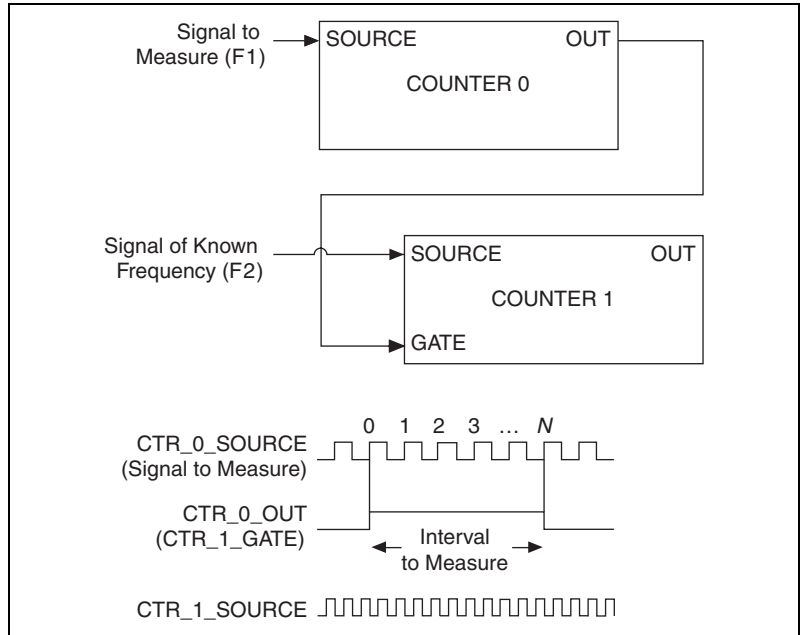 Signal to
Measure (F1)
SOURCE OUT
COUNTER 0
Signal of Known
Frequency (F2)
SOURCE OUT
COUNTER 1
GATE
0 1 2 3 … N
CTR_0_SOURCE
(Signal to Measure)
CTR_0_OUT
(CTR_1_GATE)
Interval
to Measure
CTR_1_SOURCE